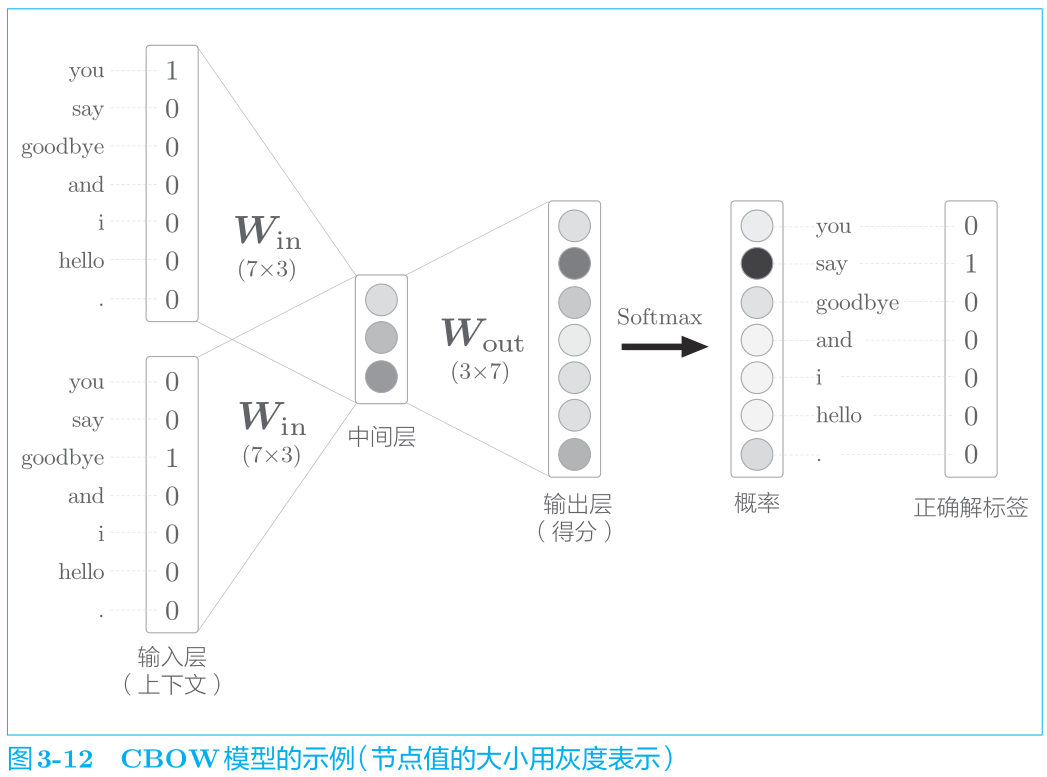 you 1
say 0
goodbye 0
and 0
i 0
hello 0
. 0
W in
(7×3)
you 0
say 0
goodbye 1
and 0
i 0
hello 0
. 0
W in
(7×3)
输入层
（上下文）
中间层
W out
(3×7)
输出层
（得分）
Softmax
概率
you 0
say 1
goodbye 0
and 0
i 0
hello 0
. 0
正确解标签
图3-12 CBOW模型的示例（节点值的大小用灰度表示）